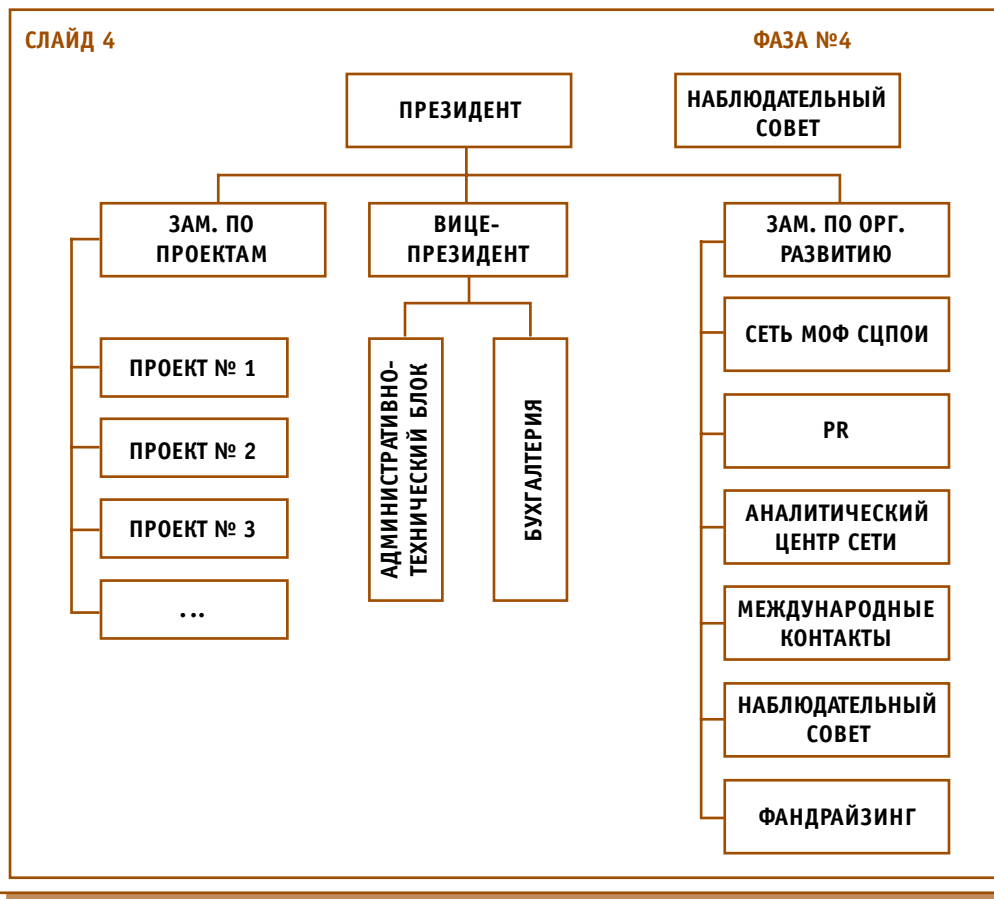 СЛАЙД 4
ФАЗА №4
ПРЕЗИДЕНТ
НАБЛЮДАТЕЛЬНЫЙ
СОВЕТ
ЗАМ. ПО
ПРОЕКТАМ
ВИЦЕ-
ПРЕЗИДЕНТ
ЗАМ. ПО ОРГ.
РАЗВИТИЮ
ПРОЕКТ № 1
ПРОЕКТ № 2
ПРОЕКТ № 3
...
АДМИНИСТРАТИВНО-
ТЕХНИЧЕСКИЙ БЛОК
БУХГАЛТЕРИЯ
СЕТЬ МОФ СЦПОИ
PR
АНАЛИТИЧЕСКИЙ
ЦЕНТР СЕТИ
МЕЖДУНАРОДНЫЕ
КОНТАКТЫ
НАБЛЮДАТЕЛЬНЫЙ
СОВЕТ
ФАНДРАЙЗИНГ